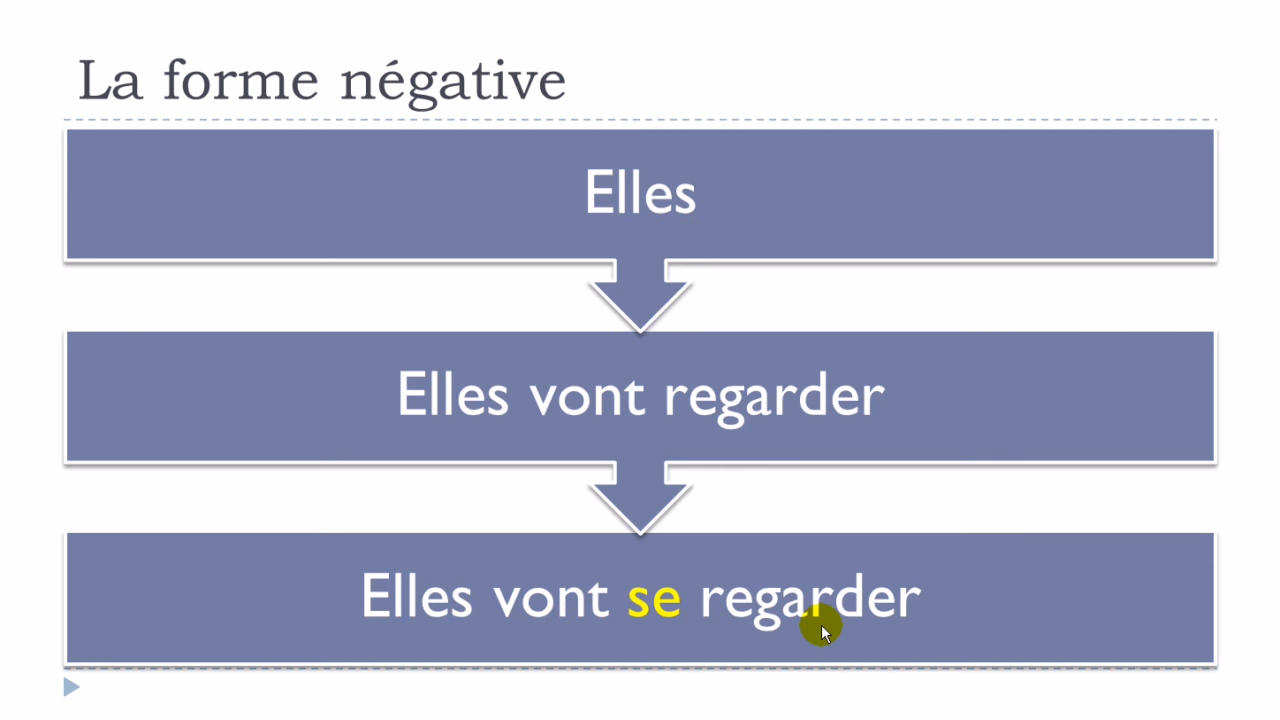 La forme négative
Elles
Elles vont regarder
Elles vont se regarder